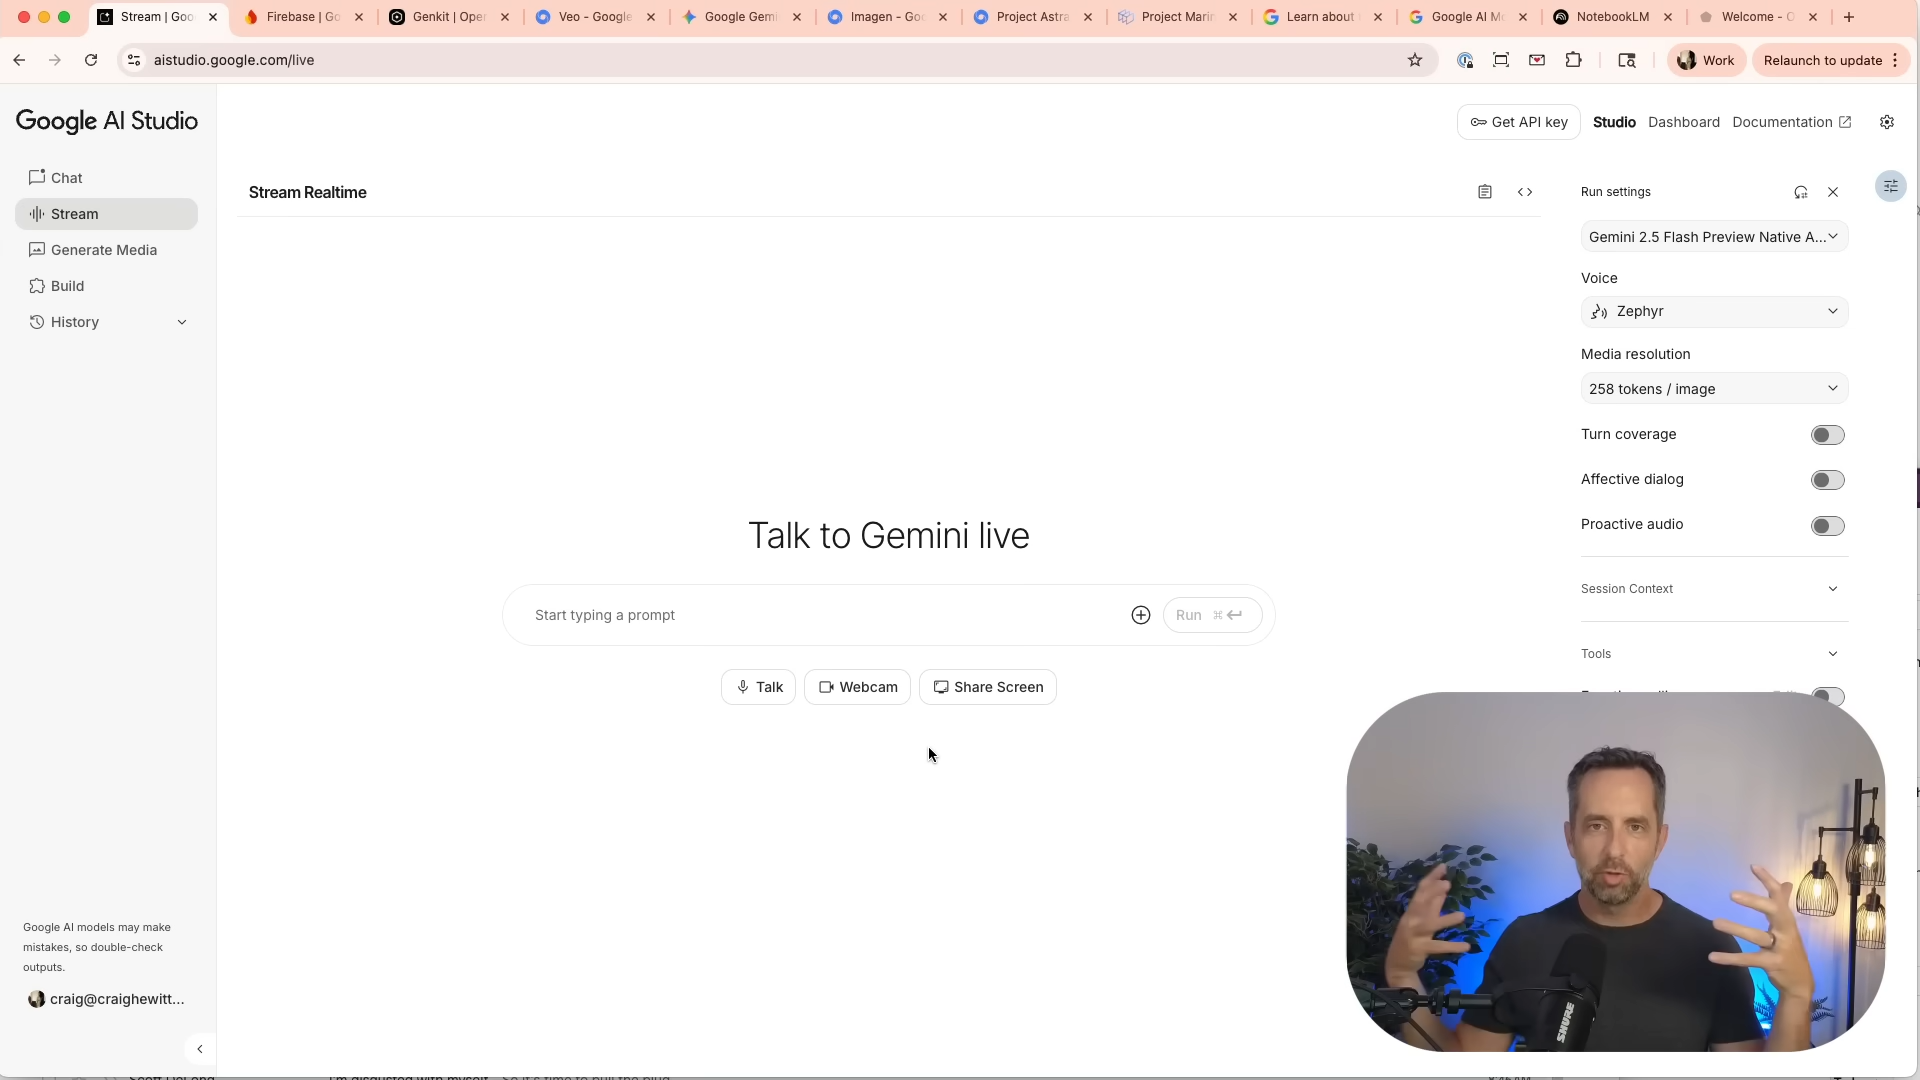 Stream | Goo
Firebase | Go
Genkit | Oper
Veo - Google
Google Gemi
Imagen - Goo
Project Astra
Project Marin
Learn about
Google AI M
NotebookLM
Welcome - O
aistudio.google.com/live
Work
Relaunch to update
Google AI Studio
Get API key
Studio
Dashboard
Documentation
Chat
Stream
Generate Media
Build
History
Stream Realtime
Run settings
Gemini 2.5 Flash Preview Native A...
Voice
Zephyr
Media resolution
258 tokens / image
Turn coverage
Affective dialog
Proactive audio
Session Context
Tools
Talk to Gemini live
Start typing a prompt
Run ⌘
Talk
Webcam
Share Screen
SHURE
Google AI models may make
mistakes, so double-check
outputs.
craig@craighewitt...